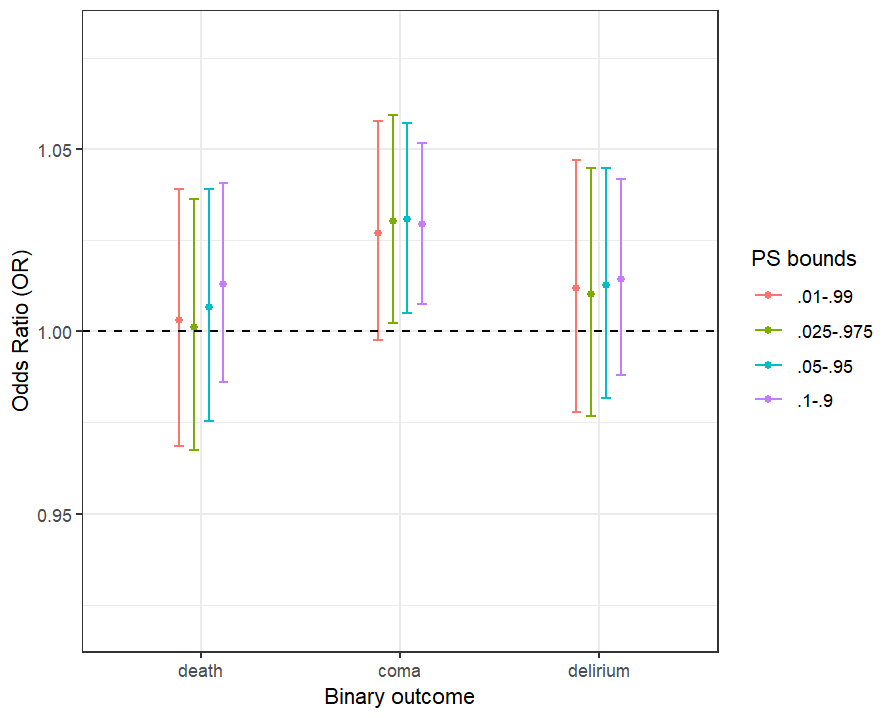 1.05
1.00
0.95
Odds Ratio (OR)
death
coma
delirium
Binary outcome
PS bounds
.01-.99
.025-.975
.05-.95
.1-.9